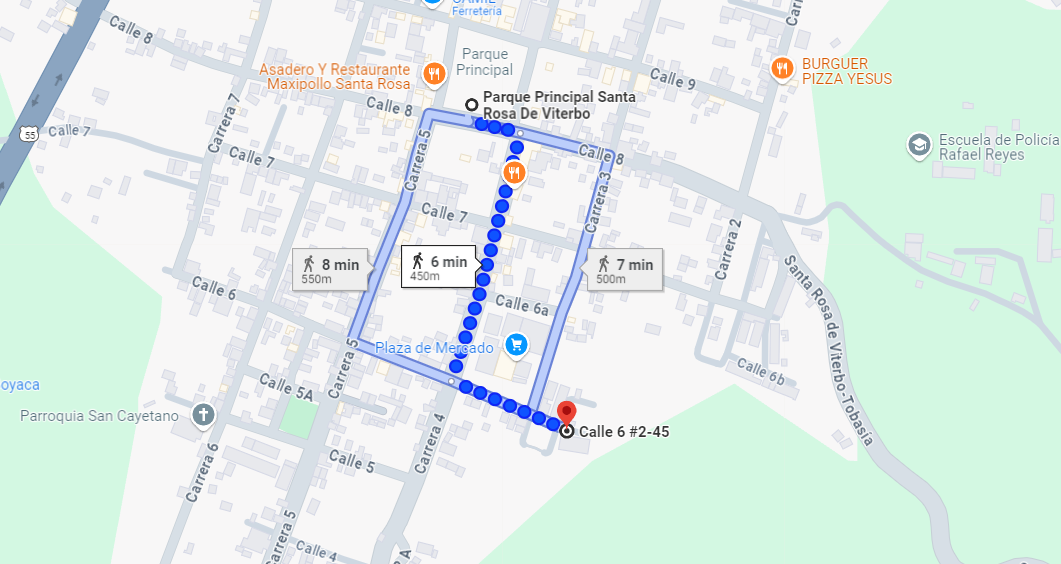 Ferretería
Calle 8
Carrera 7
Parque
Principal
Asadero Y Restaurante
Maxipollo Santa Rosa
Calle 9
BURGUER
PIZZA YESUS
Parque Principal Santa
Rosa De Viterbo
Calle 8
55
Calle 7
Calle 7
Carrera 5
Calle 8
Escuela de Policía
Rafael Reyes
Carrera 3
Calle 7
Carrera 2
8 min
550m
6 min
450m
7 min
500m
Calle 6
Calle 6a
Santa Rosa de Viterbo-Tobasía
Plaza de Mercado
Carrera 5
Calle 6b
oyaca
Calle 5A
Parroquia San Cayetano
Carrera 4
Calle 6 #2-45
Carrera 6
Calle 5
Carrera 5
Calle 4